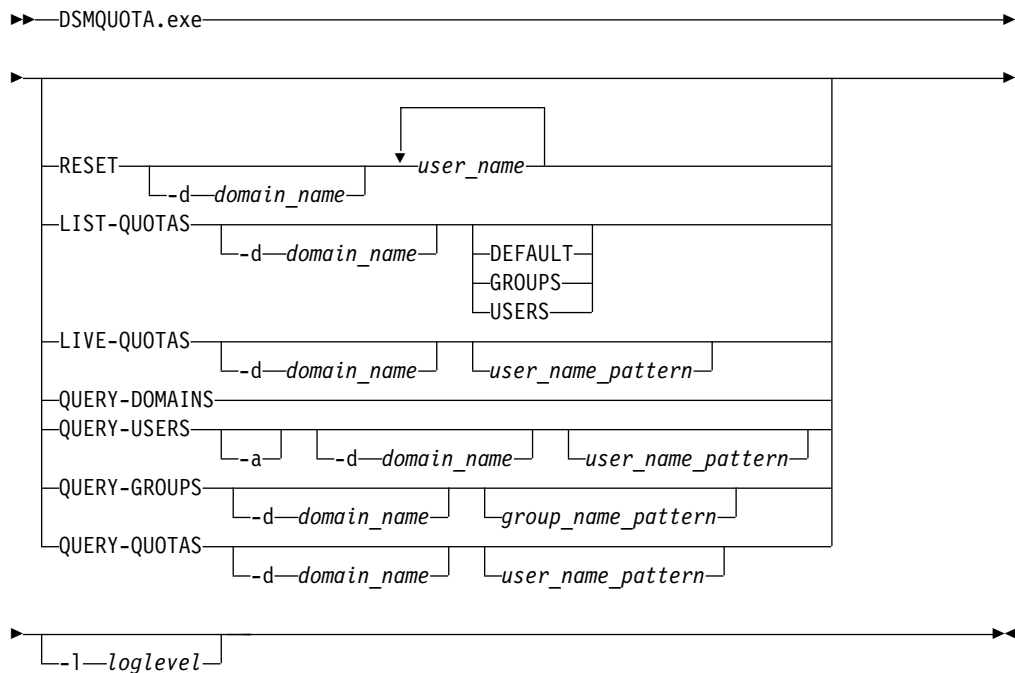 DSMQUOTA.exe
RESET -d domain_name user_name
LIST-QUOTAS -d domain_name DEFAULT
GROUPS
USERS
LIVE-QUOTAS -d domain_name user_name_pattern
QUERY-DOMAINS
QUERY-USERS -a -d domain_name user_name_pattern
QUERY-GROUPS -d domain_name group_name_pattern
QUERY-QUOTAS -d domain_name user_name_pattern
-l loglevel